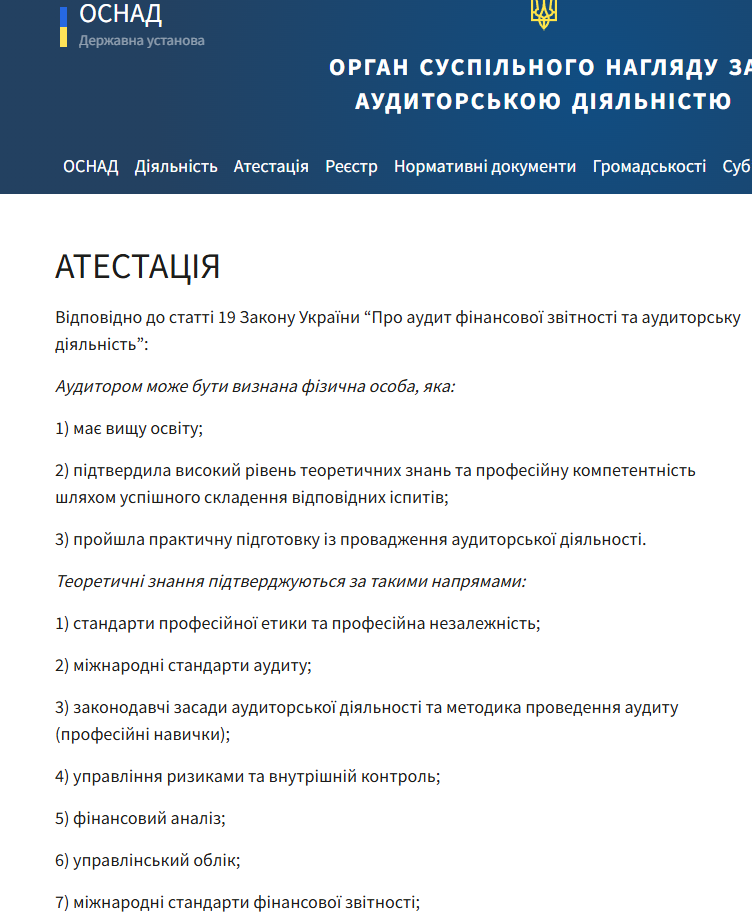 ОСНАД
Державна установа
ОРГАН СУСПІЛЬНОГО НАГЛЯДУ ЗА
АУДИТОРСЬКОЮ ДІЯЛЬНІСТЮ
ОСНАД Діяльність Атестація Реєстр Нормативні документи Громадськості Суб
АТЕСТАЦІЯ
Відповідно до статті 19 Закону України “Про аудит фінансової звітності та аудиторську
діяльність”:
Аудитором може бути визнана фізична особа, яка:
1) має вищу освіту;
2) підтвердила високий рівень теоретичних знань та професійну компетентність
шляхом успішного складення відповідних іспитів;
3) пройшла практичну підготовку із провадження аудиторської діяльності.
Теоретичні знання підтверджуються за такими напрямами:
1) стандарти професійної етики та професійна незалежність;
2) міжнародні стандарти аудиту;
3) законодавчі засади аудиторської діяльності та методика проведення аудиту
(професійні навички);
4) управління ризиками та внутрішній контроль;
5) фінансовий аналіз;
6) управлінський облік;
7) міжнародні стандарти фінансової звітності;